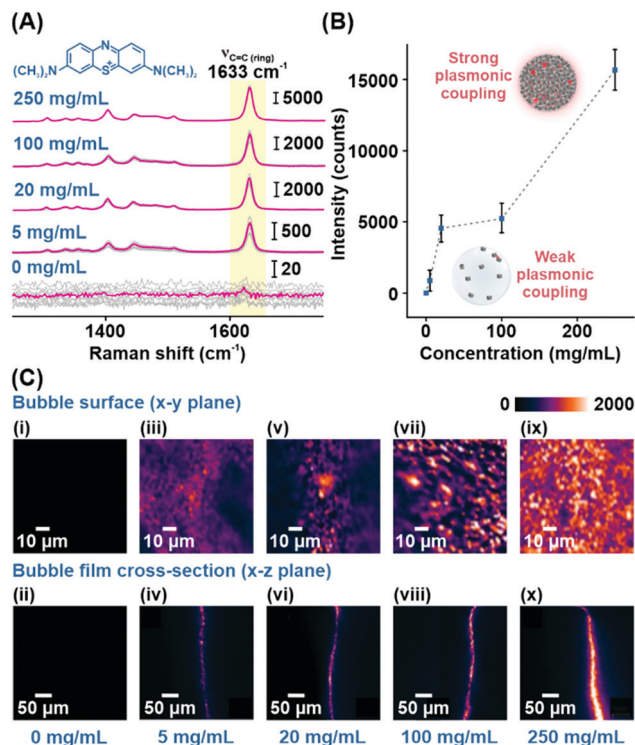 (A)
N
(CH₃)₂N
S⁺
N(CH₃)₂
νC=C (ring)
1633 cm⁻¹
250 mg/mL
5000
100 mg/mL
2000
20 mg/mL
2000
5 mg/mL
500
0 mg/mL
20
1400
1600
Raman shift (cm⁻¹)
(B)
Intensity (counts)
15000
10000
5000
0
Strong
plasmonic
coupling
Weak
plasmonic
coupling
0
100
200
Concentration (mg/mL)
(C)
Bubble surface (x-y plane)
0
2000
(i)
(iii)
(v)
(vii)
(ix)
10 µm
10 µm
10 µm
10 µm
10 µm
Bubble film cross-section (x-z plane)
(ii)
(iv)
(vi)
(viii)
(x)
50 µm
50 µm
50 µm
50 µm
50 µm
0 mg/mL
5 mg/mL
20 mg/mL
100 mg/mL
250 mg/mL